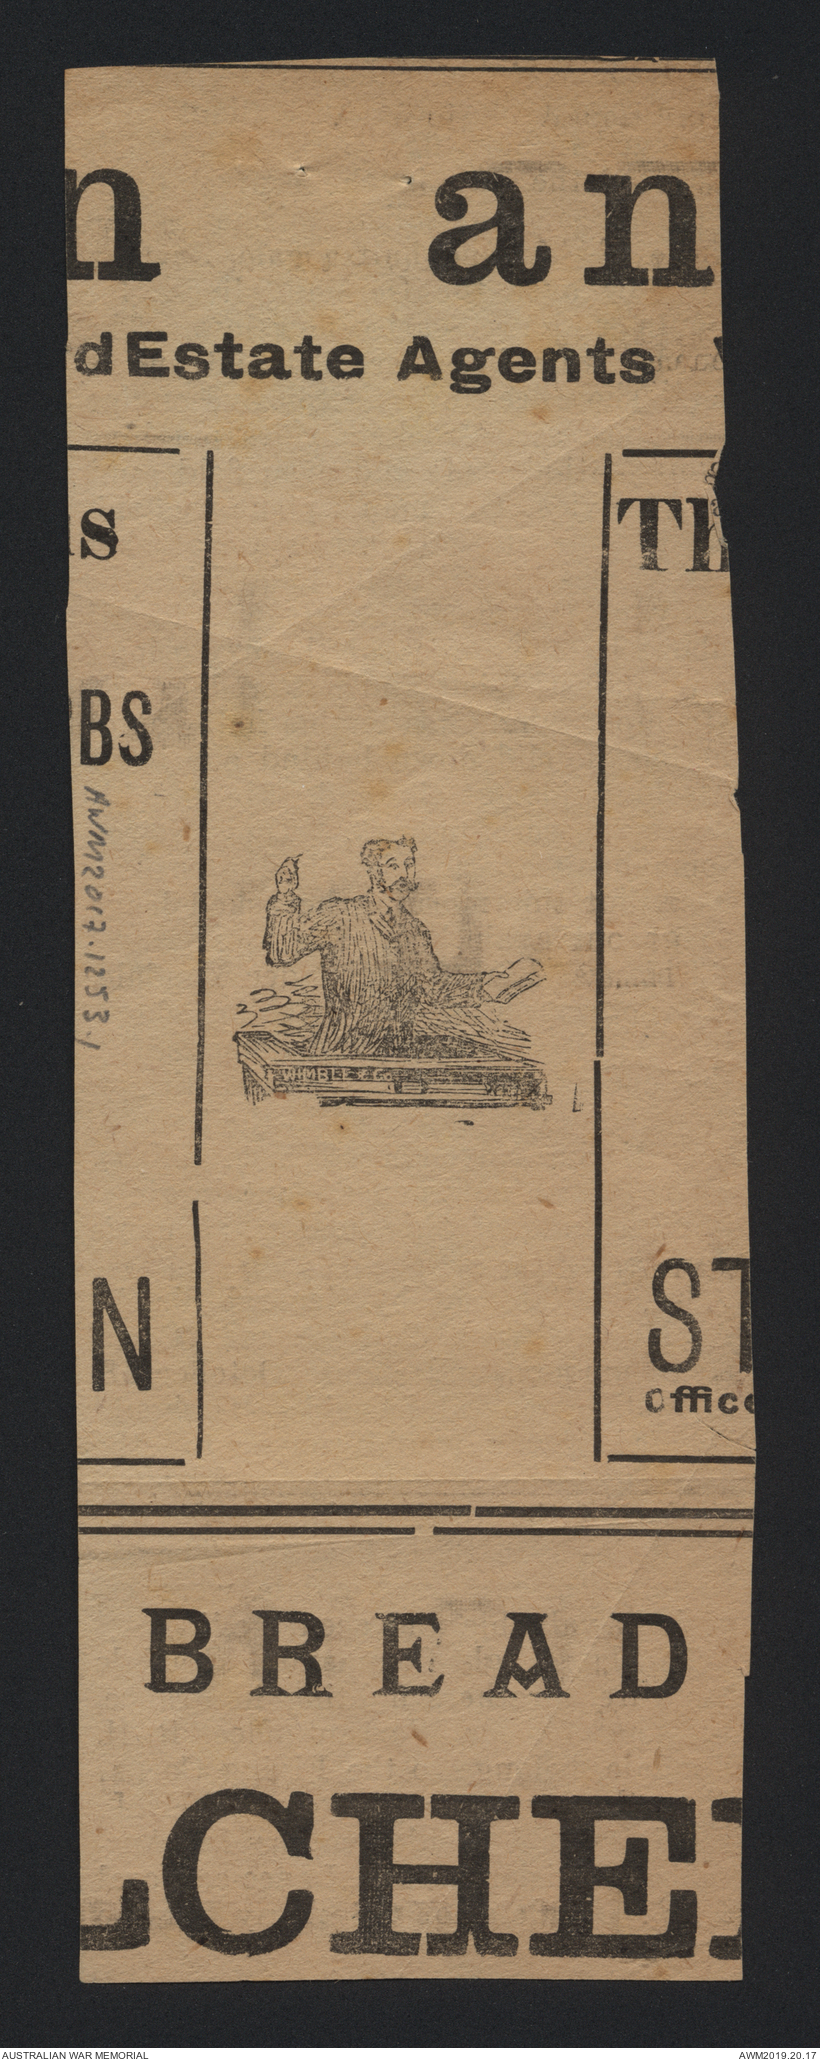 n an
d Estate Agents
s
Th
BS
AWM2017.1253.1
WIMBLE & Co
N
ST
Office
BREAD
LCHE
AUSTRALIAN WAR MEMORIAL
AWM2019.20.17